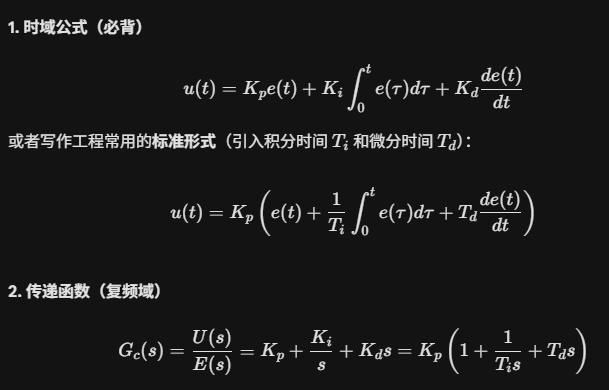 1. 时域公式（必背）
$$u(t) = K_p e(t) + K_i \int_0^t e(\tau) d\tau + K_d \frac{de(t)}{dt}$$
或者写作工程常用的标准形式（引入积分时间 $T_i$ 和微分时间 $T_d$）：
$$u(t) = K_p \left( e(t) + \frac{1}{T_i} \int_0^t e(\tau) d\tau + T_d \frac{de(t)}{dt} \right)$$
2. 传递函数（复频域）
$$G_c(s) = \frac{U(s)}{E(s)} = K_p + \frac{K_i}{s} + K_d s = K_p \left( 1 + \frac{1}{T_i s} + T_d s \right)$$